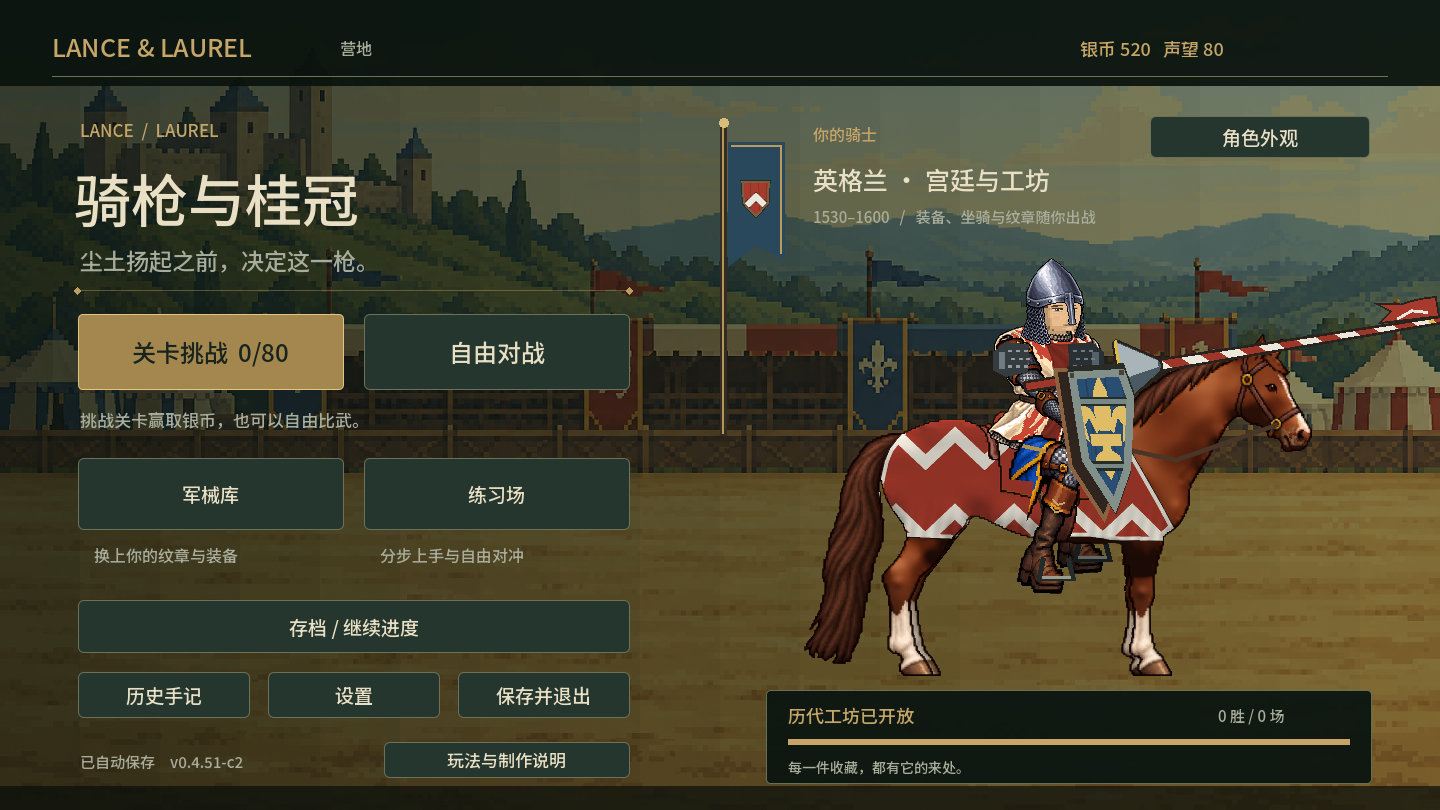 LANCE & LAUREL
营地
银币 520 声望 80
LANCE / LAUREL
骑枪与桂冠
尘土扬起之前，决定这一枪。
关卡挑战 0/80
自由对战
挑战关卡赢取银币，也可以自由比武。
军械库
练习场
换上你的纹章与装备
分步上手与自由对冲
存档 / 继续进度
历史手记
设置
保存并退出
已自动保存 v0.4.51-c2
玩法与制作说明
你的骑士
角色外观
英格兰 · 宫廷与工坊
1530–1600 / 装备、坐骑与纹章随你出战
历代工坊已开放
0 胜 / 0 场
每一件收藏，都有它的来处。